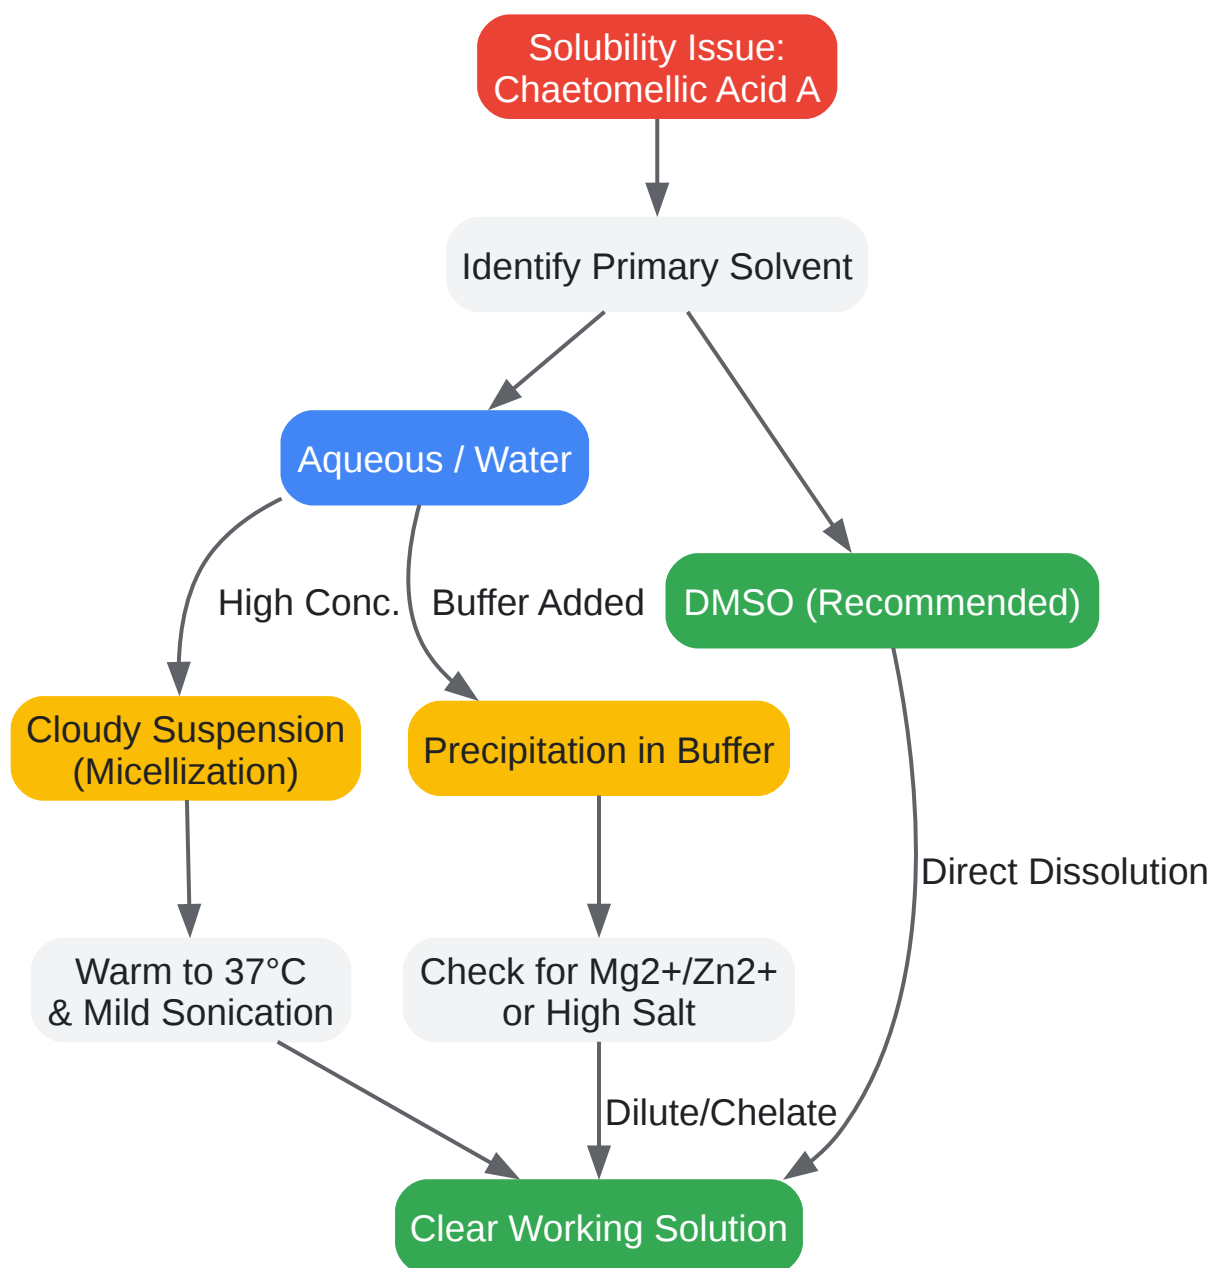 Solubility Issue:
Chaetomellic Acid A
Identify Primary Solvent
Aqueous / Water
High Conc.
Buffer Added
DMSO (Recommended)
Cloudy Suspension
(Micellization)
Precipitation in Buffer
Direct Dissolution
Warm to 37°C
& Mild Sonication
Check for Mg2+/Zn2+
or High Salt
Dilute/Chelate
Clear Working Solution